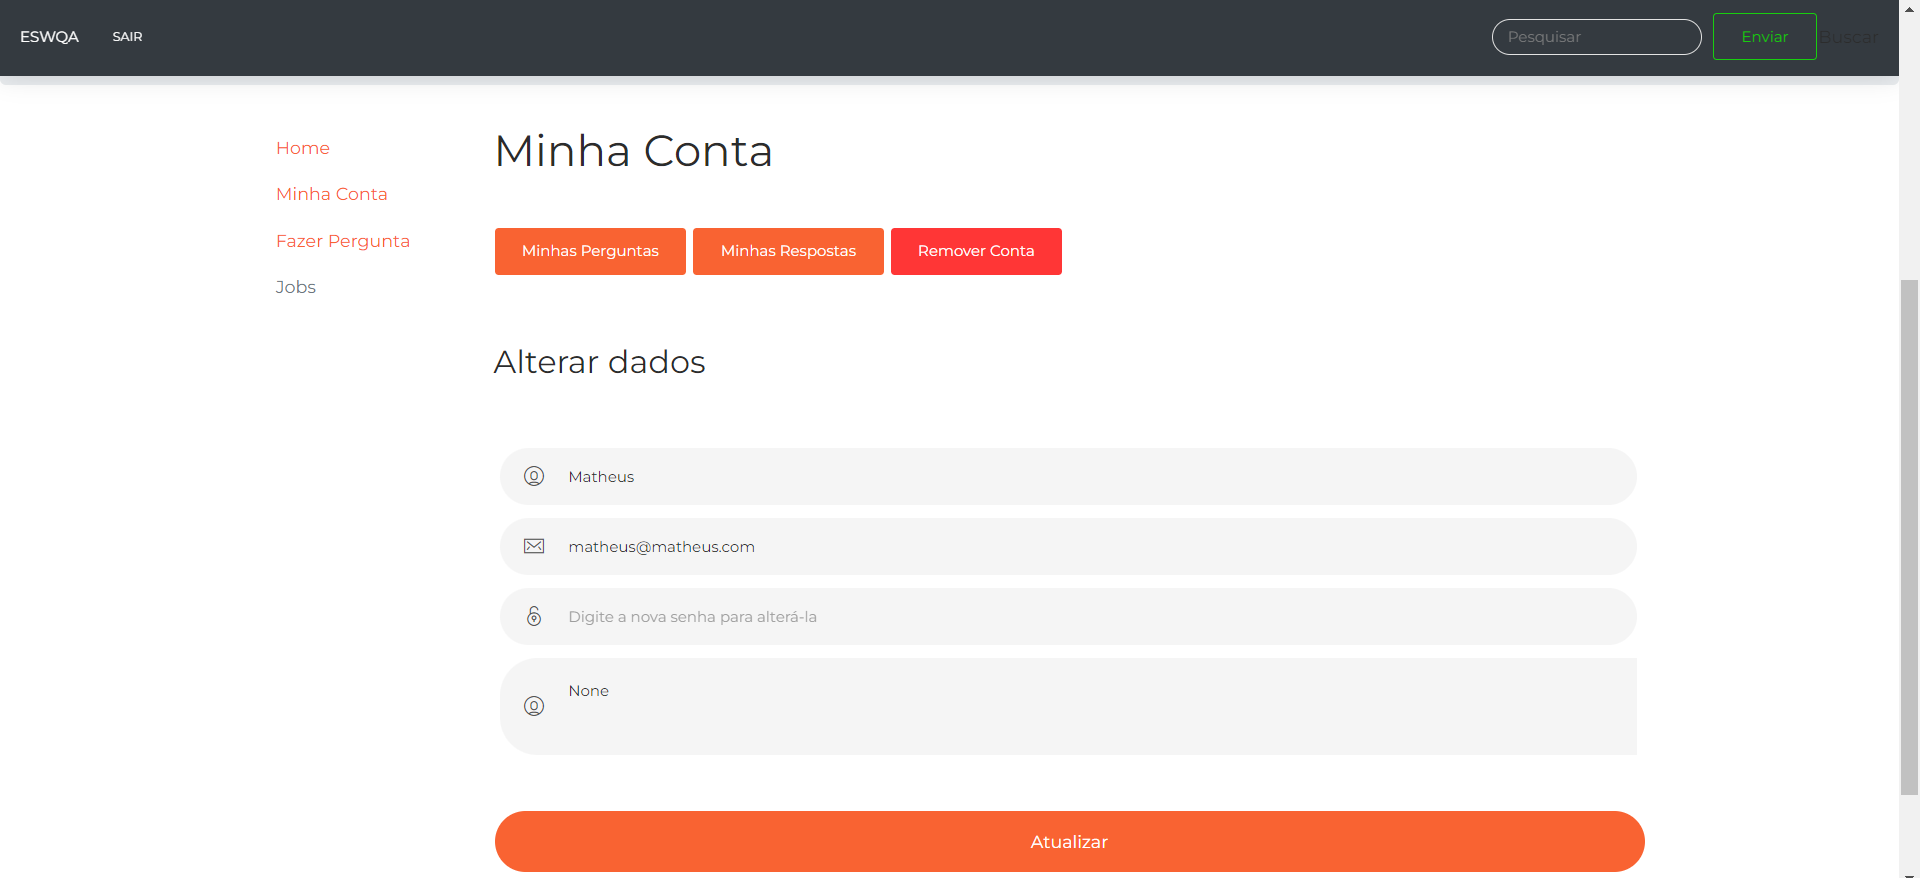 ESWQA SAIR Pesquisar Enviar Buscar
Home
Minha Conta
Fazer Pergunta
Jobs
Minha Conta
Minhas Perguntas Minhas Respostas Remover Conta
Alterar dados
Matheus
matheus@matheus.com
Digite a nova senha para alterá-la
None
Atualizar